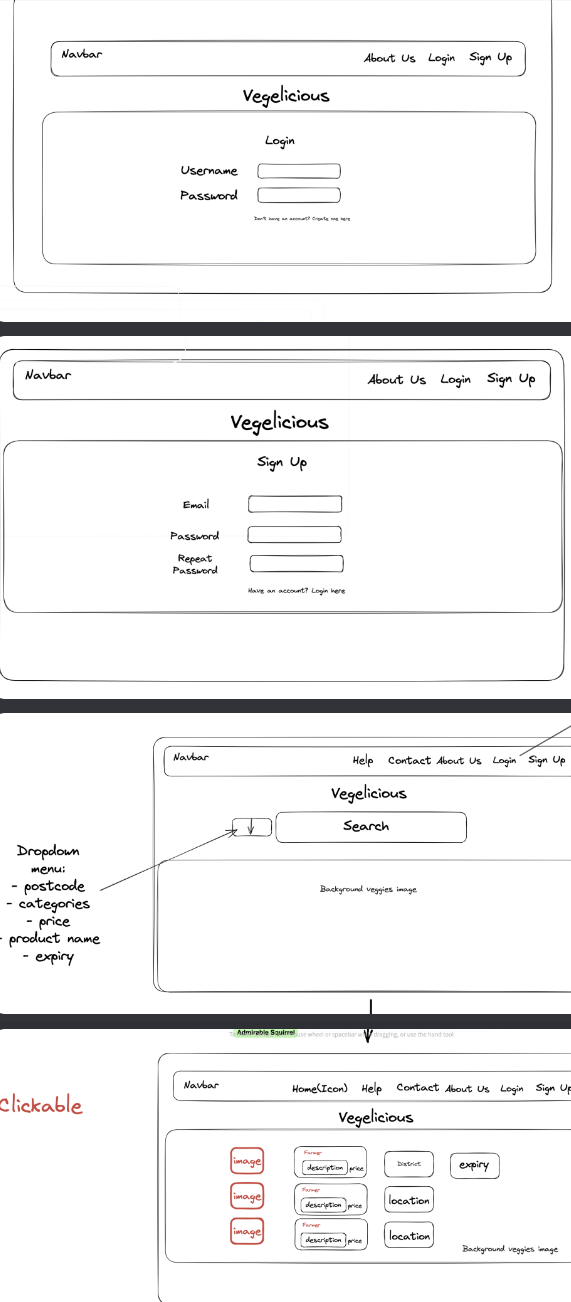 Navbar About Us Login Sign Up
Vegelicious
Login
Username
Password
Don't have an account? Create one here
Navbar About Us Login Sign Up
Vegelicious
Sign Up
Email
Password
Repeat
Password
Have an account? Login here
Navbar Help Contact About Us Login Sign Up
Vegelicious
Search
Dropdown
menu:
- postcode
- categories
- price
- product name
- expiry
Background veggies image
Admirable Squirrel
use wheel or spacebar dragging, or use the hand tool
Clickable
Navbar Home(Icon) Help Contact About Us Login Sign Up
Vegelicious
image Farmer description price District expiry
image Farmer description price location
image Farmer description price location
Background veggies image